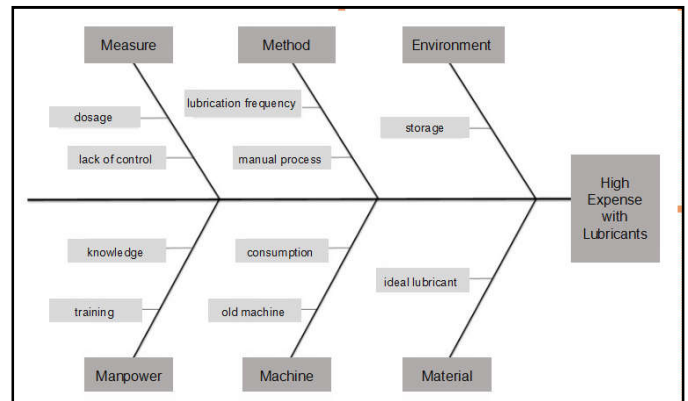 Measure
Method
Environment
dosage
lubrication frequency
storage
lack of control
manual process
High
Expense
with
Lubricants
knowledge
consumption
ideal lubricant
training
old machine
Manpower
Machine
Material